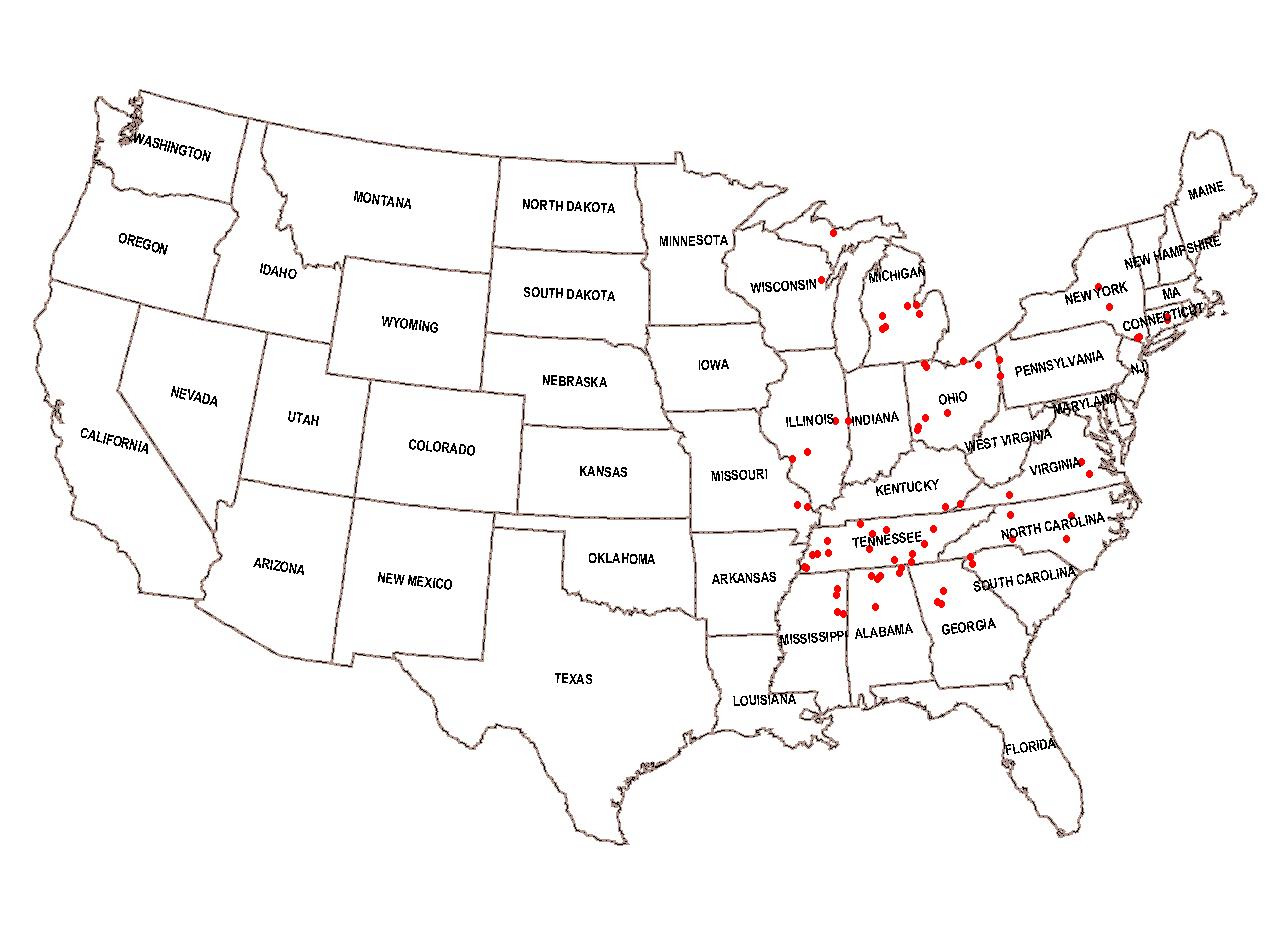 WASHINGTON
MAINE
MONTANA
NORTH DAKOTA
MINNESOTA
OREGON
NEW HAMPSHIRE
IDAHO
MICHIGAN
WISCONSIN
NEW YORK
MA
SOUTH DAKOTA
CONNECTICUT
WYOMING
IOWA
PENNSYLVANIA
NJ
NEBRASKA
NEVADA
OHIO
MARYLAND
UTAH
ILLINOIS
INDIANA
CALIFORNIA
COLORADO
WEST VIRGINIA
KANSAS
MISSOURI
VIRGINIA
KENTUCKY
NORTH CAROLINA
TENNESSEE
OKLAHOMA
ARIZONA
NEW MEXICO
ARKANSAS
SOUTH CAROLINA
MISSISSIPPI
ALABAMA
GEORGIA
TEXAS
LOUISIANA
FLORIDA